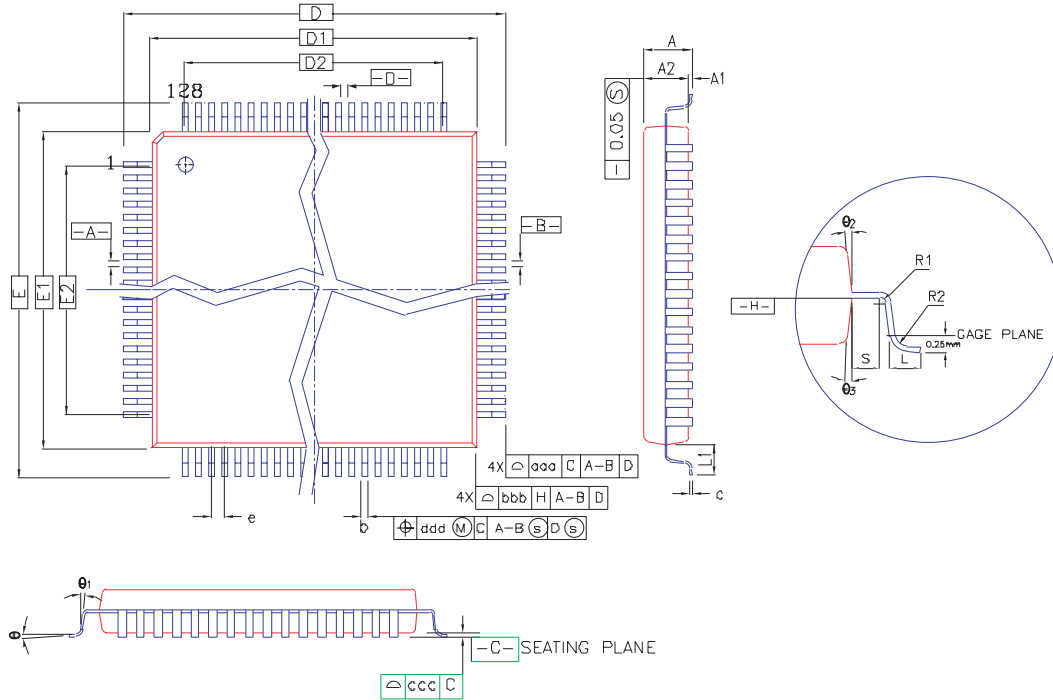 D
D1
D2
-D-
128
1
-A-
-B-
E
E1
E2
e
b
4X ⌓ aaa C A-B D
4X ⌓ bbb H A-B D
⌖ ddd Ⓜ C A-B Ⓢ D Ⓢ
A
A2
A1
- 0.05 Ⓢ
L1
c
θ2
R1
R2
-H-
GAGE PLANE
0.25mm
S
L
θ3
θ1
θ
-C- SEATING PLANE
⌓ ccc C